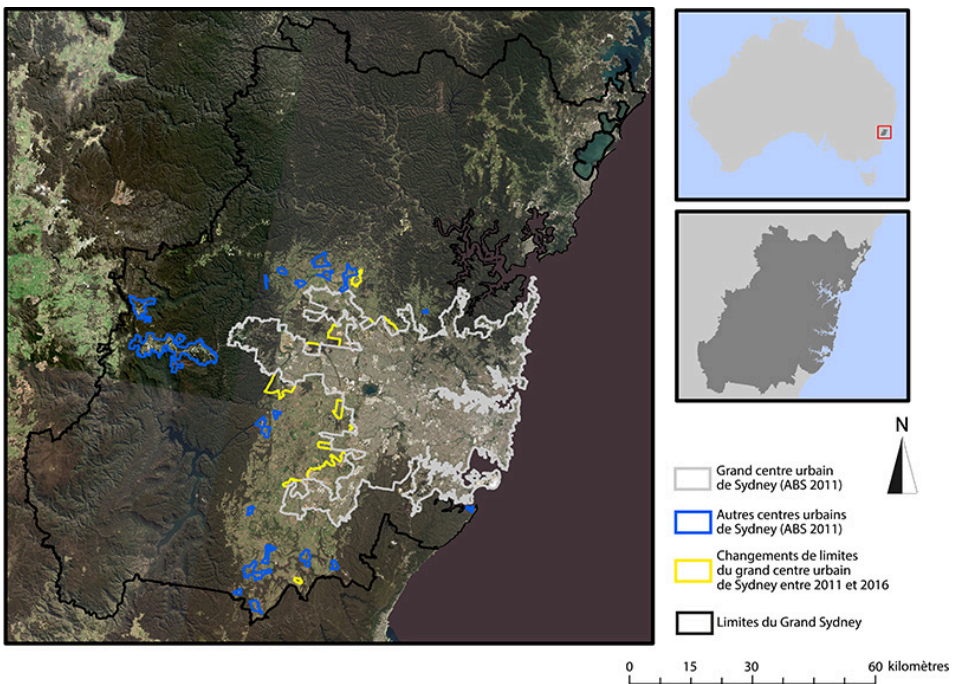 N
Grand centre urbain
de Sydney (ABS 2011)
Autres centres urbains
de Sydney (ABS 2011)
Changements de limites
du grand centre urbain
de Sydney entre 2011 et 2016
Limites du Grand Sydney
0 15 30 60 kilomètres